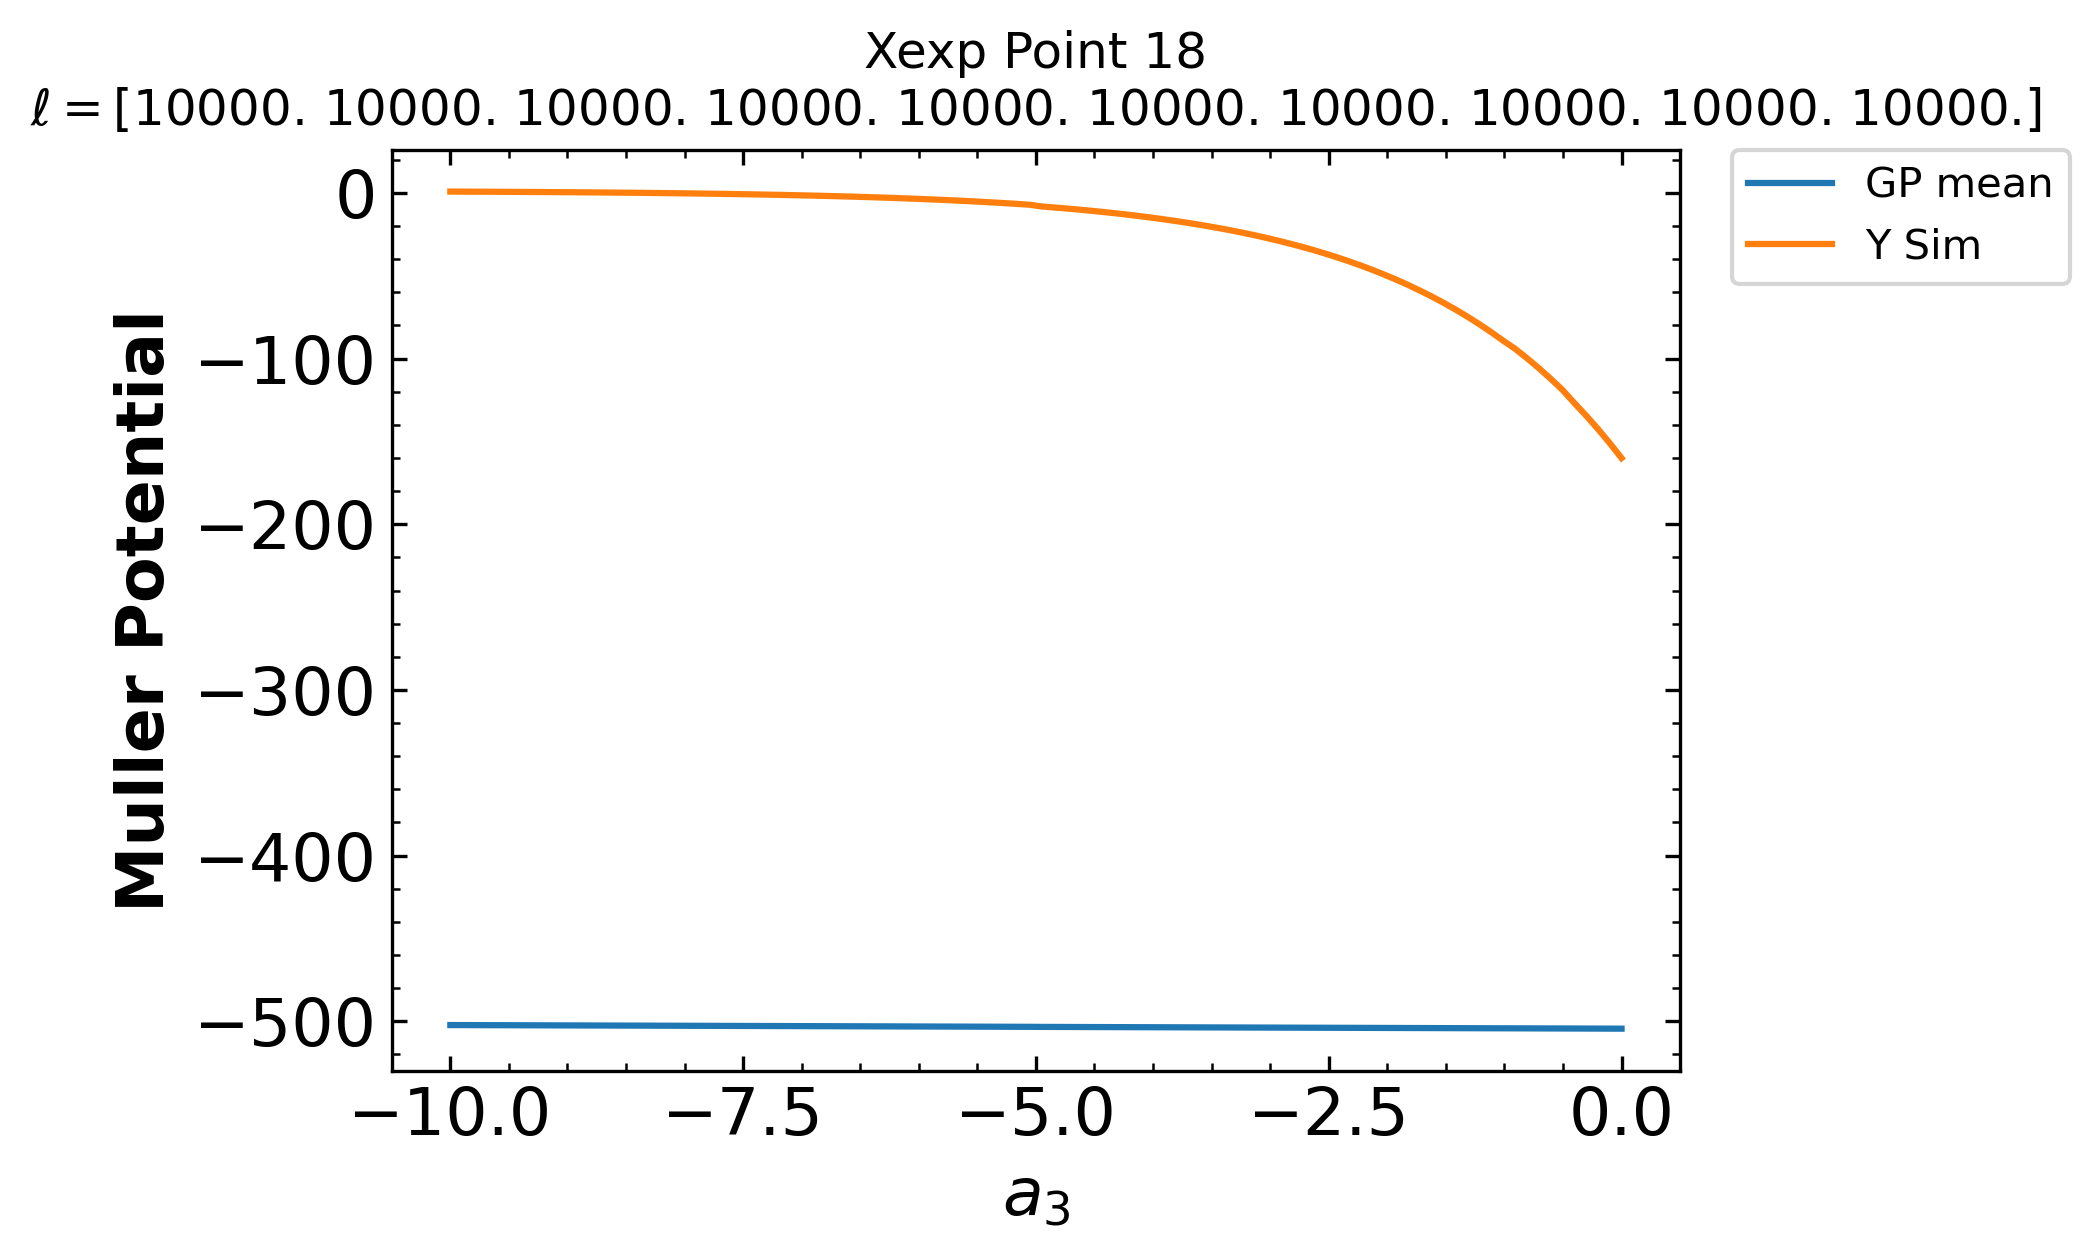 Xexp Point 18
ℓ = [10000. 10000. 10000. 10000. 10000. 10000. 10000. 10000. 10000. 10000.]
GP mean
Y Sim
Muller Potential
0
−100
−200
−300
−400
−500
−10.0 −7.5 −5.0 −2.5 0.0
a₃